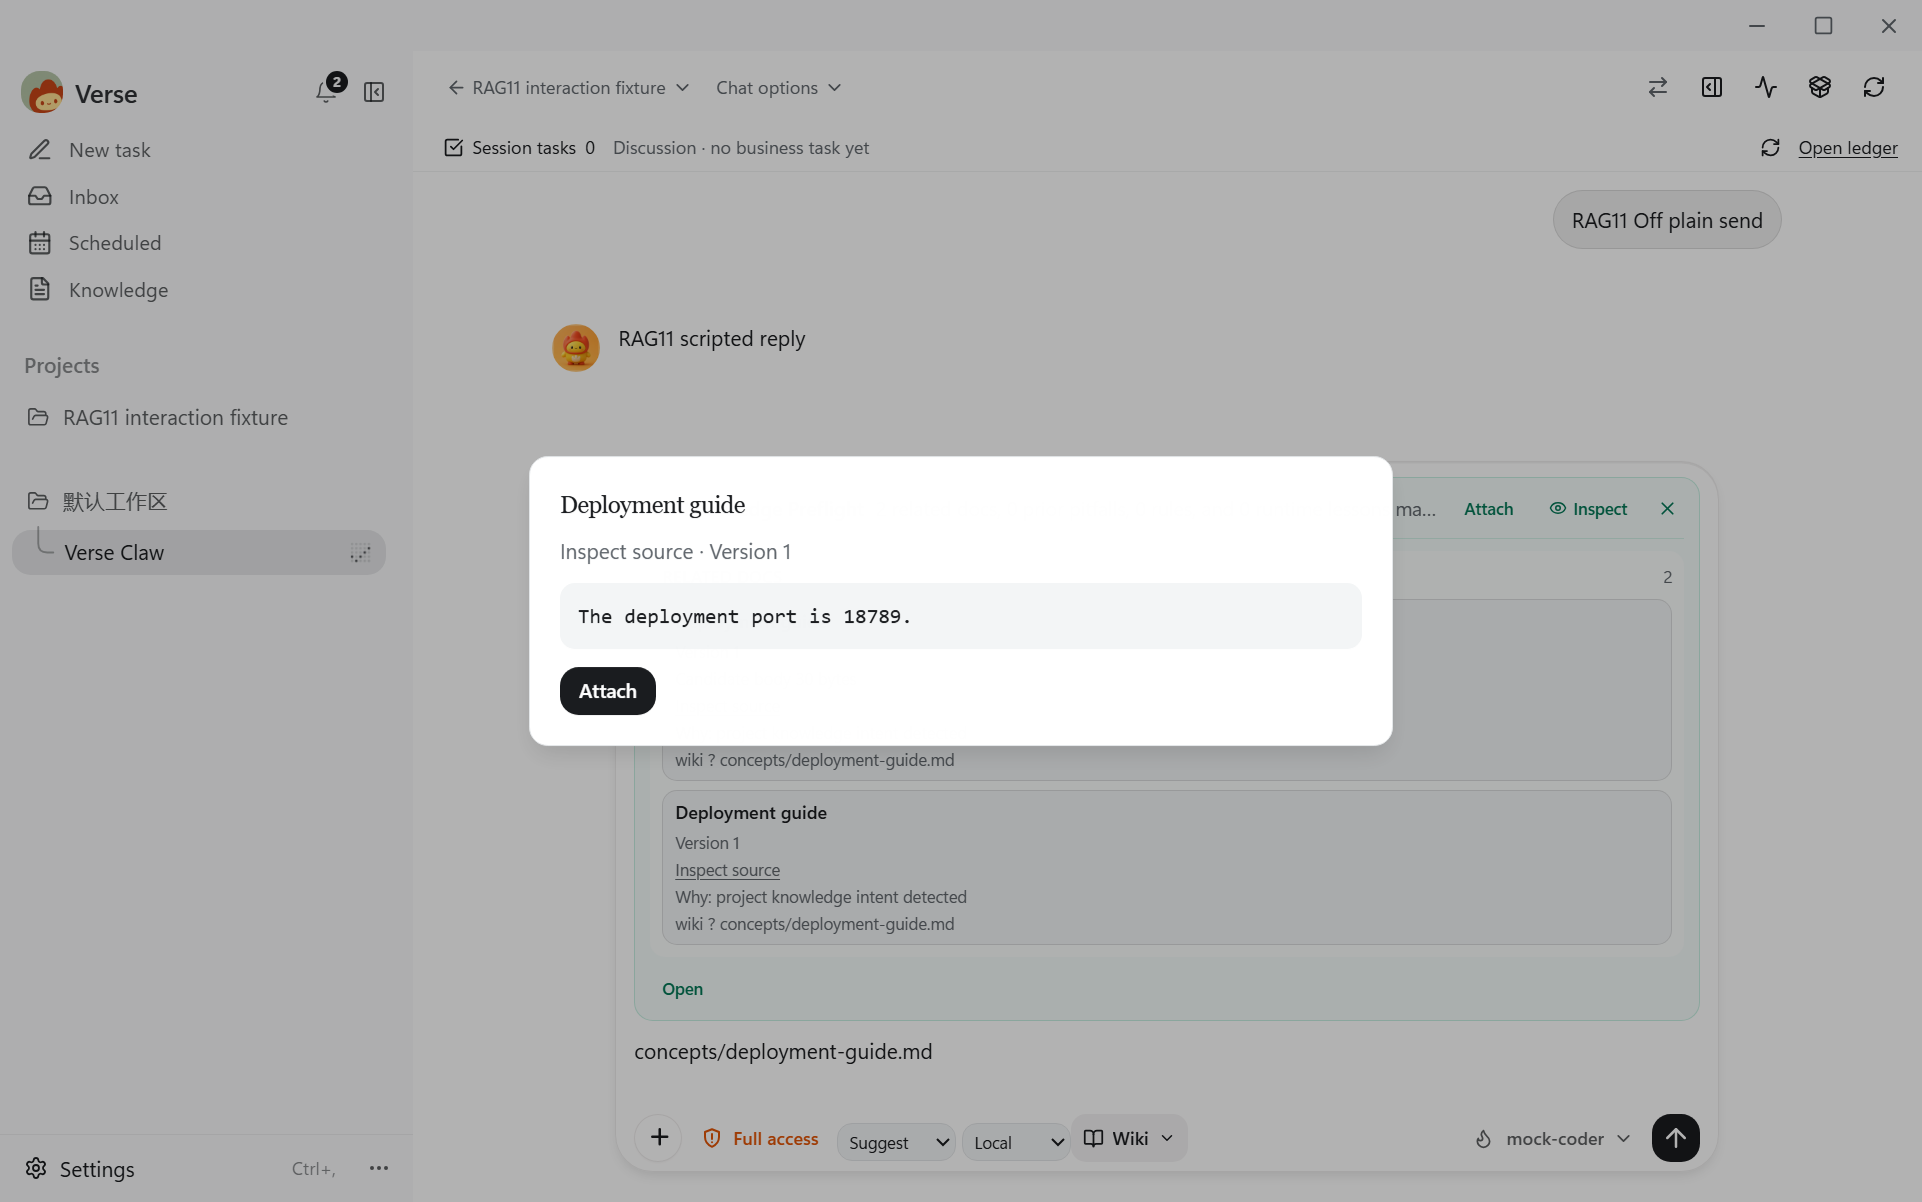 Verse
2
New task
Inbox
Scheduled
Knowledge
Projects
RAG11 interaction fixture
默认工作区
Verse Claw
Settings
Ctrl+,
RAG11 interaction fixture
Chat options
Session tasks 0
Discussion · no business task yet
Open ledger
RAG11 Off plain send
RAG11 scripted reply
ma...
Attach
Inspect
2
Deployment guide
Inspect source · Version 1
The deployment port is 18789.
Attach
wiki ? concepts/deployment-guide.md
Deployment guide
Version 1
Inspect source
Why: project knowledge intent detected
wiki ? concepts/deployment-guide.md
Open
concepts/deployment-guide.md
Full access
Suggest
Local
Wiki
mock-coder